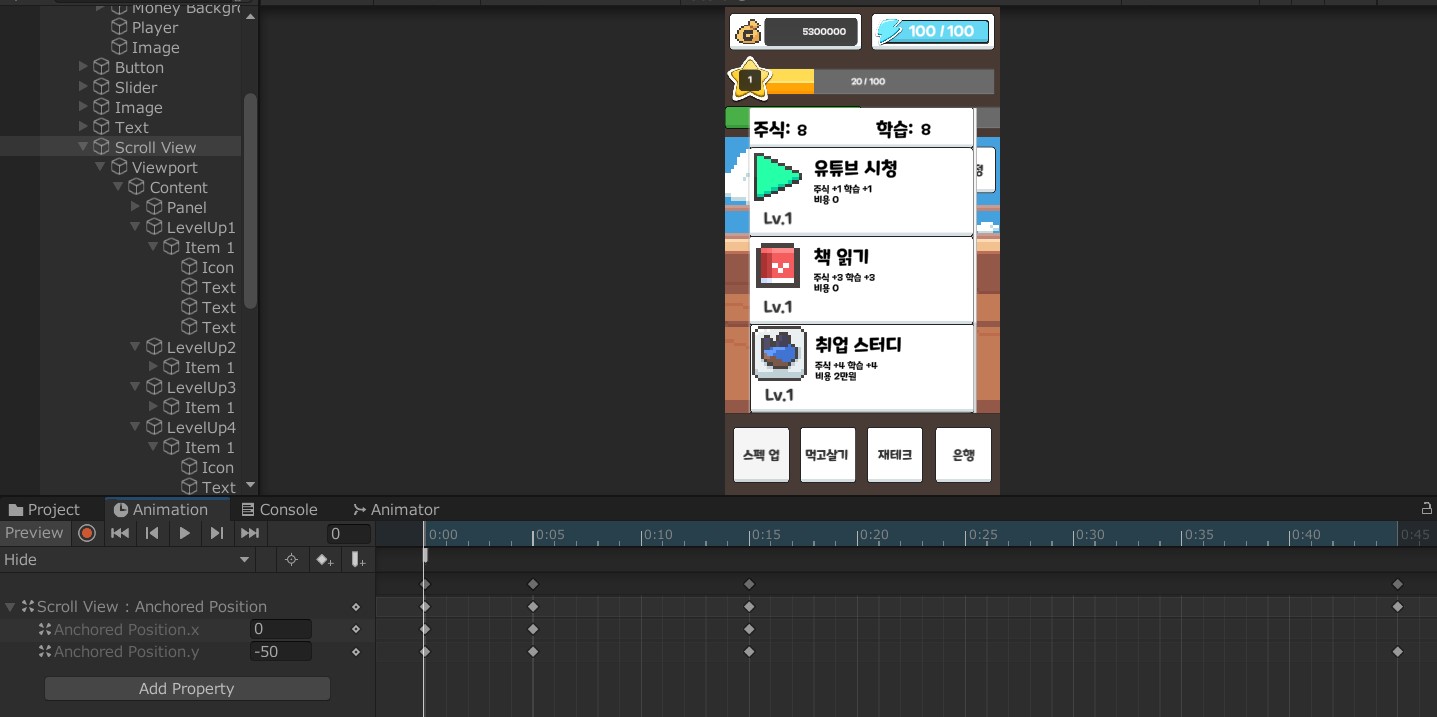 Money Backgro
Player
Image
Button
Slider
Image
Text
Scroll View
Viewport
Content
Panel
LevelUp1
Item 1
Icon
Text
Text
Text
LevelUp2
Item 1
LevelUp3
Item 1
LevelUp4
Item 1
Icon
Text
G
5300000
100 / 100
1
20 / 100
주식: 8
학습: 8
유튜브 시청
주식 +1 학습 +1
비용 0
Lv.1
책 읽기
주식 +3 학습 +3
비용 0
Lv.1
취업 스터디
주식 +4 학습 +4
비용 2만원
Lv.1
스펙 업
먹고살기
재테크
은행
Project
Animation
Console
Animator
Preview
0
0:00
0:05
0:10
0:15
0:20
0:25
0:30
0:35
0:40
0:45
Hide
Scroll View : Anchored Position
Anchored Position.x
0
Anchored Position.y
-50
Add Property